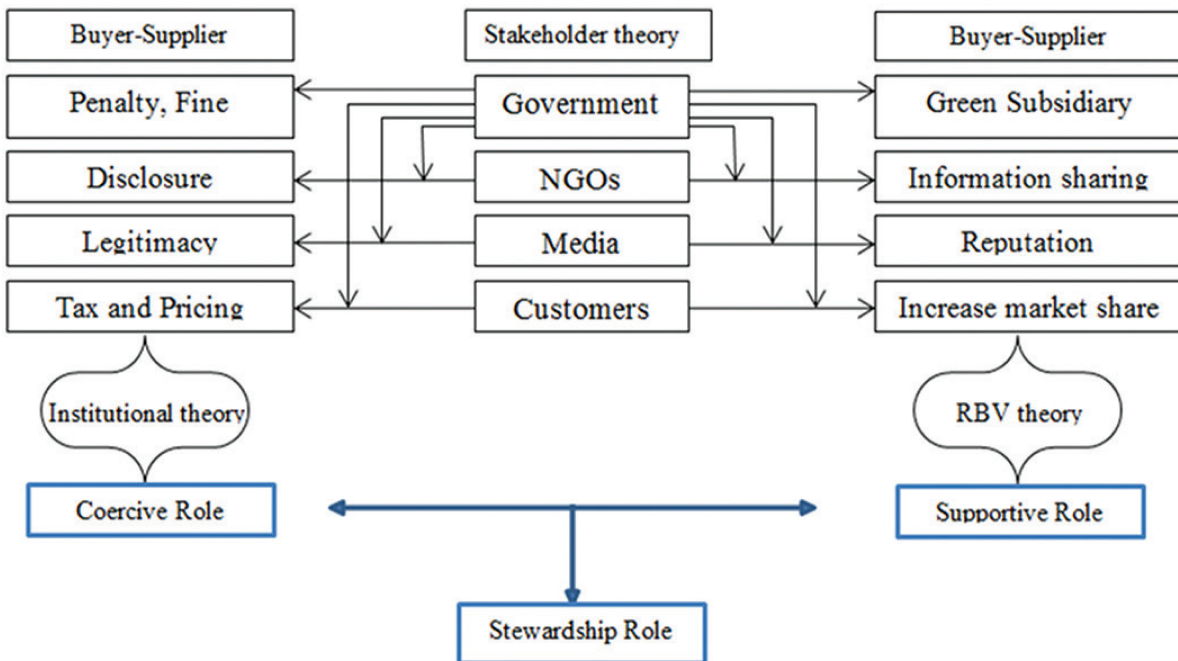 Buyer-Supplier
Stakeholder theory
Buyer-Supplier
Penalty, Fine
Government
Green Subsidiary
Disclosure
NGOs
Information sharing
Legitimacy
Media
Reputation
Tax and Pricing
Customers
Increase market share
Institutional theory
RBV theory
Coercive Role
Supportive Role
Stewardship Role